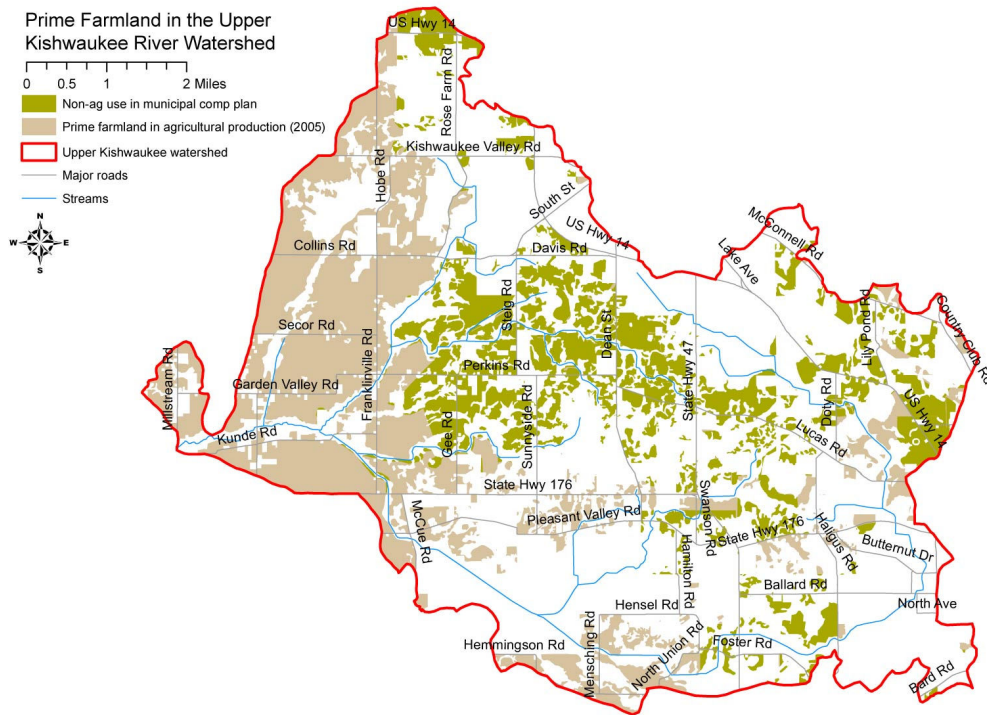 Prime Farmland in the Upper
Kishwaukee River Watershed
0 0.5 1 2 Miles
Non-ag use in municipal comp plan
Prime farmland in agricultural production (2005)
Upper Kishwaukee watershed
Major roads
Streams
N
W E
S
US Hwy 14
Rose Farm Rd
Kishwaukee Valley Rd
Hobe Rd
South St
US Hwy 14
McConnell Rd
Lake Ave
Collins Rd
Davis Rd
Steig Rd
Dean St
Lily Pond Rd
Country Club Rd
Secor Rd
State Hwy 47
Millstream Rd
Franklinville Rd
Perkins Rd
Garden Valley Rd
Doty Rd
US Hwy 14
Gee Rd
Sunnyside Rd
Lucas Rd
Kunde Rd
State Hwy 176
Swanson Rd
McCue Rd
Pleasant Valley Rd
State Hwy 176
Haligus Rd
Butternut Dr
Hamilton Rd
Ballard Rd
Hensel Rd
North Ave
Hemmingson Rd
Mensching Rd
North Union Rd
Foster Rd
Bard Rd